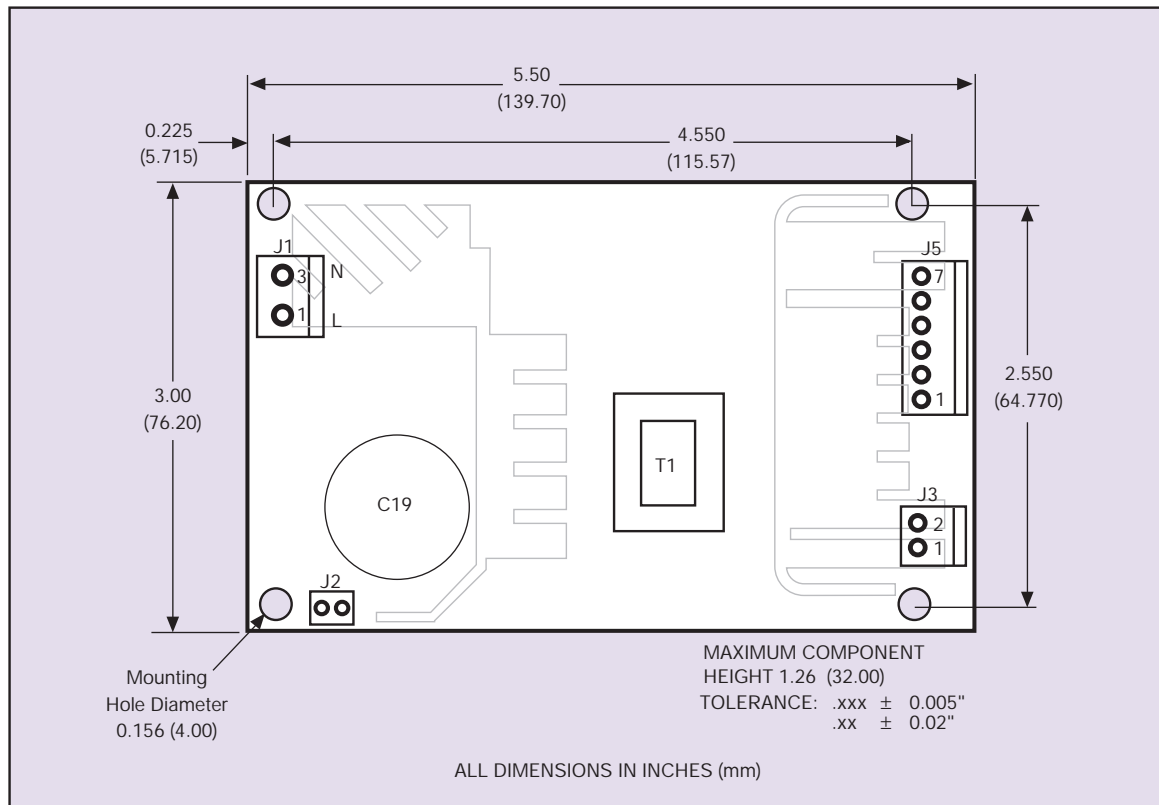 5.50
(139.70)
0.225
(5.715)
4.550
(115.57)
J1
3 N
1 L
J5
7
1
3.00
(76.20)
2.550
(64.770)
T1
C19
J3
2
1
J2
Mounting
Hole Diameter
0.156 (4.00)
MAXIMUM COMPONENT
HEIGHT 1.26 (32.00)
TOLERANCE: .xxx ± 0.005"
.xx ± 0.02"
ALL DIMENSIONS IN INCHES (mm)